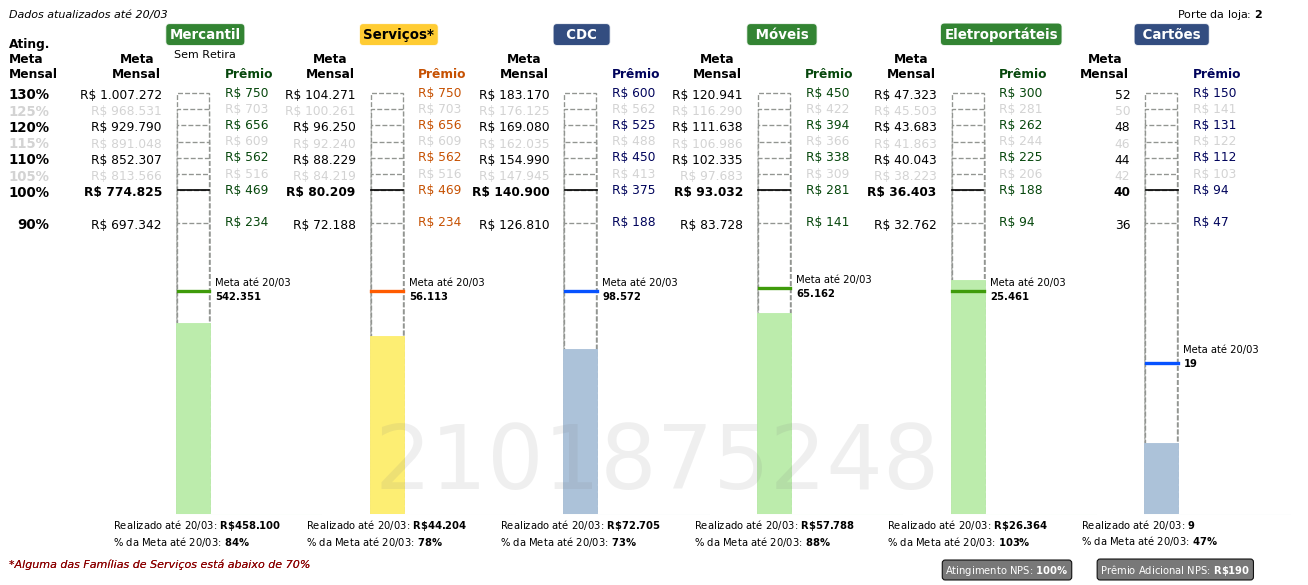 Dados atualizados até 20/03 Porte da loja: 2
Mercantil Serviços* CDC Móveis Eletroportáteis Cartões
Sem Retira
Ating. Meta Mensal Meta Mensal Prêmio Meta Mensal Prêmio Meta Mensal Prêmio Meta Mensal Prêmio Meta Mensal Prêmio Meta Mensal Prêmio
130% R$ 1.007.272 R$ 750 R$ 104.271 R$ 750 R$ 183.170 R$ 600 R$ 120.941 R$ 450 R$ 47.323 R$ 300 52 R$ 150
125% R$ 968.531 R$ 703 R$ 100.261 R$ 703 R$ 176.125 R$ 562 R$ 116.290 R$ 422 R$ 45.503 R$ 281 50 R$ 141
120% R$ 929.790 R$ 656 R$ 96.250 R$ 656 R$ 169.080 R$ 525 R$ 111.638 R$ 394 R$ 43.683 R$ 262 48 R$ 131
115% R$ 891.048 R$ 609 R$ 92.240 R$ 609 R$ 162.035 R$ 488 R$ 106.986 R$ 366 R$ 41.863 R$ 244 46 R$ 122
110% R$ 852.307 R$ 562 R$ 88.229 R$ 562 R$ 154.990 R$ 450 R$ 102.335 R$ 338 R$ 40.043 R$ 225 44 R$ 112
105% R$ 813.566 R$ 516 R$ 84.219 R$ 516 R$ 147.945 R$ 413 R$ 97.683 R$ 309 R$ 38.223 R$ 206 42 R$ 103
100% R$ 774.825 R$ 469 R$ 80.209 R$ 469 R$ 140.900 R$ 375 R$ 93.032 R$ 281 R$ 36.403 R$ 188 40 R$ 94
90% R$ 697.342 R$ 234 R$ 72.188 R$ 234 R$ 126.810 R$ 188 R$ 83.728 R$ 141 R$ 32.762 R$ 94 36 R$ 47
Meta até 20/03 Meta até 20/03 Meta até 20/03 Meta até 20/03 Meta até 20/03
542.351 56.113 98.572 65.162 25.461
Meta até 20/03
19
2101875248
Realizado até 20/03: R$458.100 Realizado até 20/03: R$44.204 Realizado até 20/03: R$72.705 Realizado até 20/03: R$57.788 Realizado até 20/03: R$26.364 Realizado até 20/03: 9
% da Meta até 20/03: 84% % da Meta até 20/03: 78% % da Meta até 20/03: 73% % da Meta até 20/03: 88% % da Meta até 20/03: 103% % da Meta até 20/03: 47%
*Alguma das Famílias de Serviços está abaixo de 70% Atingimento NPS: 100% Prêmio Adicional NPS: R$190